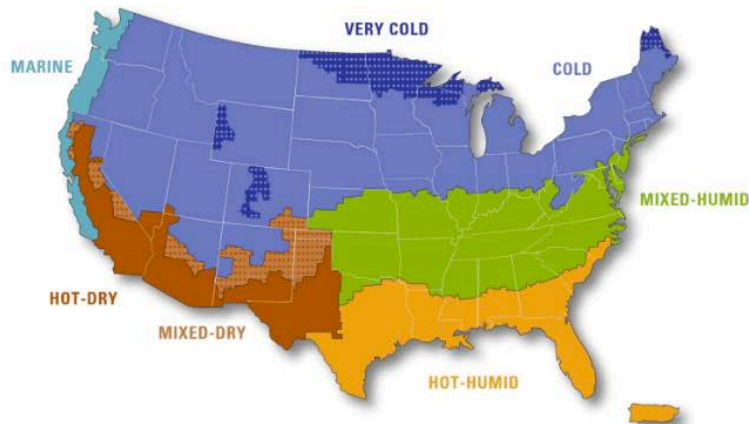 VERY COLD
MARINE
COLD
MIXED-HUMID
HOT-DRY
MIXED-DRY
HOT-HUMID